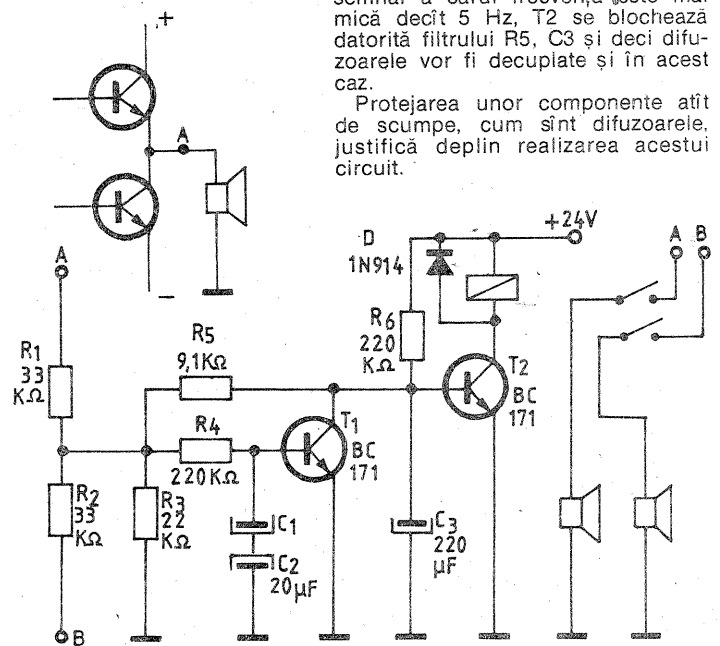 semnal a cărui frecvență este mai
mică decît 5 Hz, T2 se blochează
datorită filtrului R5, C3 și deci difu-
zoarele vor fi decuplate și în acest
caz.
Protejarea unor componente atît
de scumpe, cum sînt difuzoarele,
justifică deplin realizarea acestui
circuit.
+
A
−
A
R1
33
KΩ
R2
33
KΩ
B
R5
9,1KΩ
R4
220KΩ
R3
22
KΩ
C1
C2
20μF
T1
BC
171
D
1N914
R6
220
KΩ
C3
220
μF
T2
BC
171
+24V
A
B